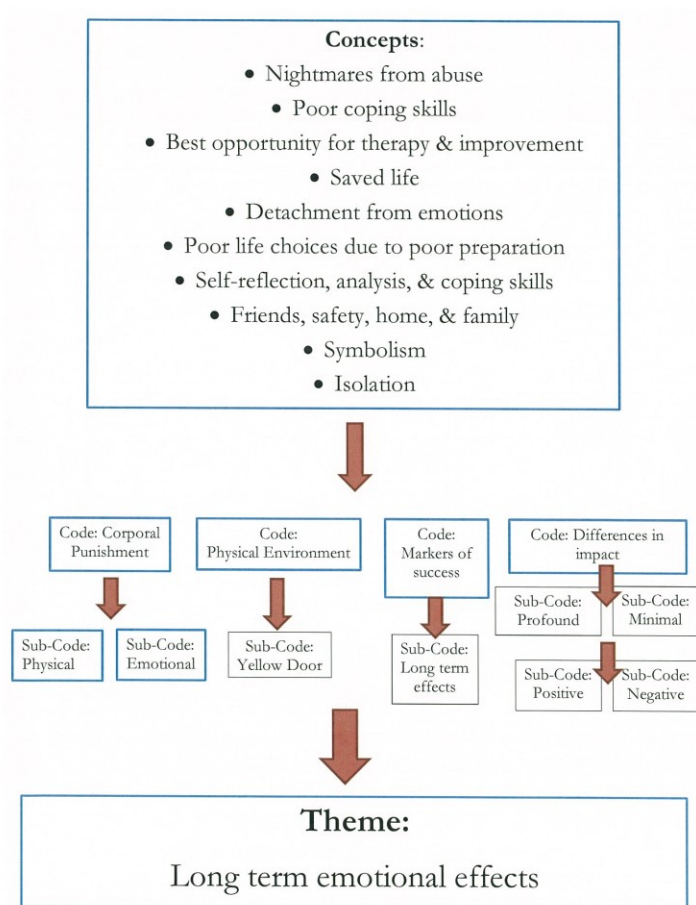 Concepts:
• Nightmares from abuse
• Poor coping skills
• Best opportunity for therapy & improvement
• Saved life
• Detachment from emotions
• Poor life choices due to poor preparation
• Self-reflection, analysis, & coping skills
• Friends, safety, home, & family
• Symbolism
• Isolation
Code: Corporal
Punishment
Code:
Physical Environment
Code:
Markers of
success
Code: Differences in
impact
Sub-Code:
Physical
Sub-Code:
Emotional
Sub-Code:
Yellow Door
Sub-Code:
Long term
effects
Sub-Code:
Profound
Sub-Code:
Minimal
Sub-Code:
Positive
Sub-Code:
Negative
Theme:
Long term emotional effects